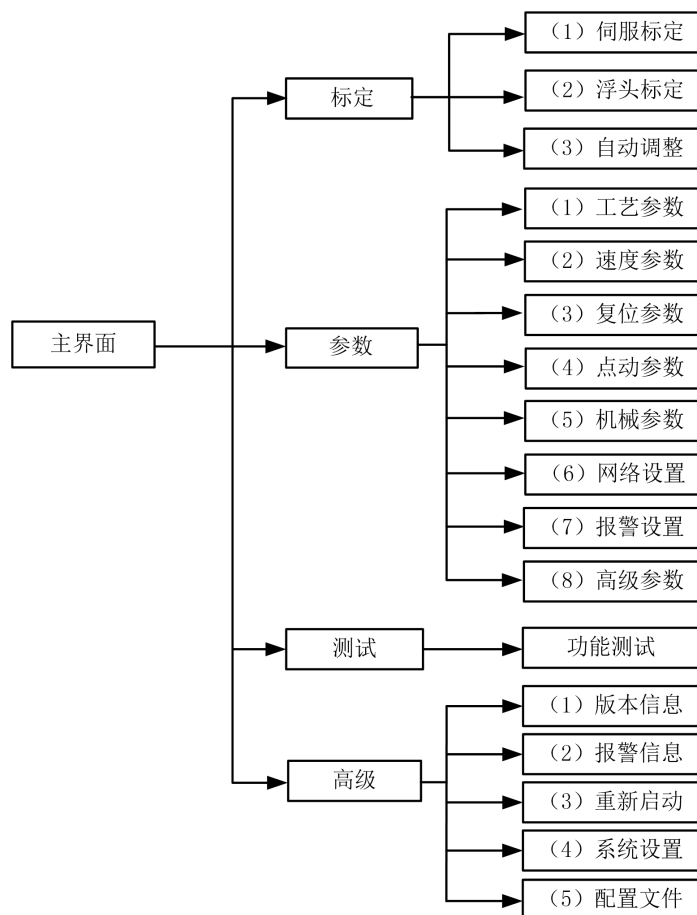 主界面
标定
（1）伺服标定
（2）浮头标定
（3）自动调整
参数
（1）工艺参数
（2）速度参数
（3）复位参数
（4）点动参数
（5）机械参数
（6）网络设置
（7）报警设置
（8）高级参数
测试
功能测试
高级
（1）版本信息
（2）报警信息
（3）重新启动
（4）系统设置
（5）配置文件